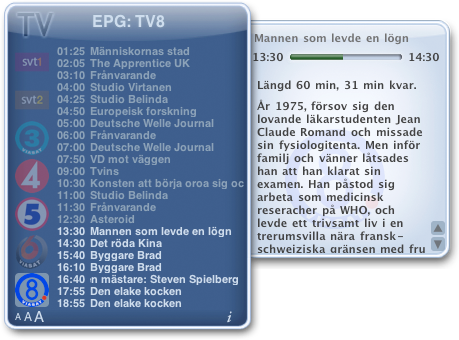 TV
EPG: TV8
svt1
svt2
3
4
5
6
VIASAT
8
01:25 Människornas stad
02:05 The Apprentice UK
03:10 Frånvarande
04:00 Studio Virtanen
04:25 Studio Belinda
04:50 Europeisk forskning
05:00 Deutsche Welle Journal
06:00 Frånvarande
07:00 Deutsche Welle Journal
07:50 VD mot väggen
09:00 Tvins
10:30 Konsten att börja oroa sig oc
11:00 Studio Belinda
11:30 Frånvarande
12:30 Asteroid
13:30 Mannen som levde en lögn
14:30 Det röda Kina
15:40 Byggare Brad
16:10 Byggare Brad
16:40 ön mästare: Steven Spielberg
17:55 Den elake kocken
18:55 Den elake kocken
A A A
i
Mannen som levde en lögn
13:30 14:30
Längd 60 min, 31 min kvar.
År 1975, försov sig den
lovande läkarstudenten Jean
Claude Romand och missade
sin fysiologitenta. Men inför
familj och vänner låtsades
han att han klarat sin
examen. Han påstod sig
arbeta som medicinsk
reseracher på WHO, och
levde ett trivsamt liv i en
trerumsvilla nära fransk-
schweiziska gränsen med fru